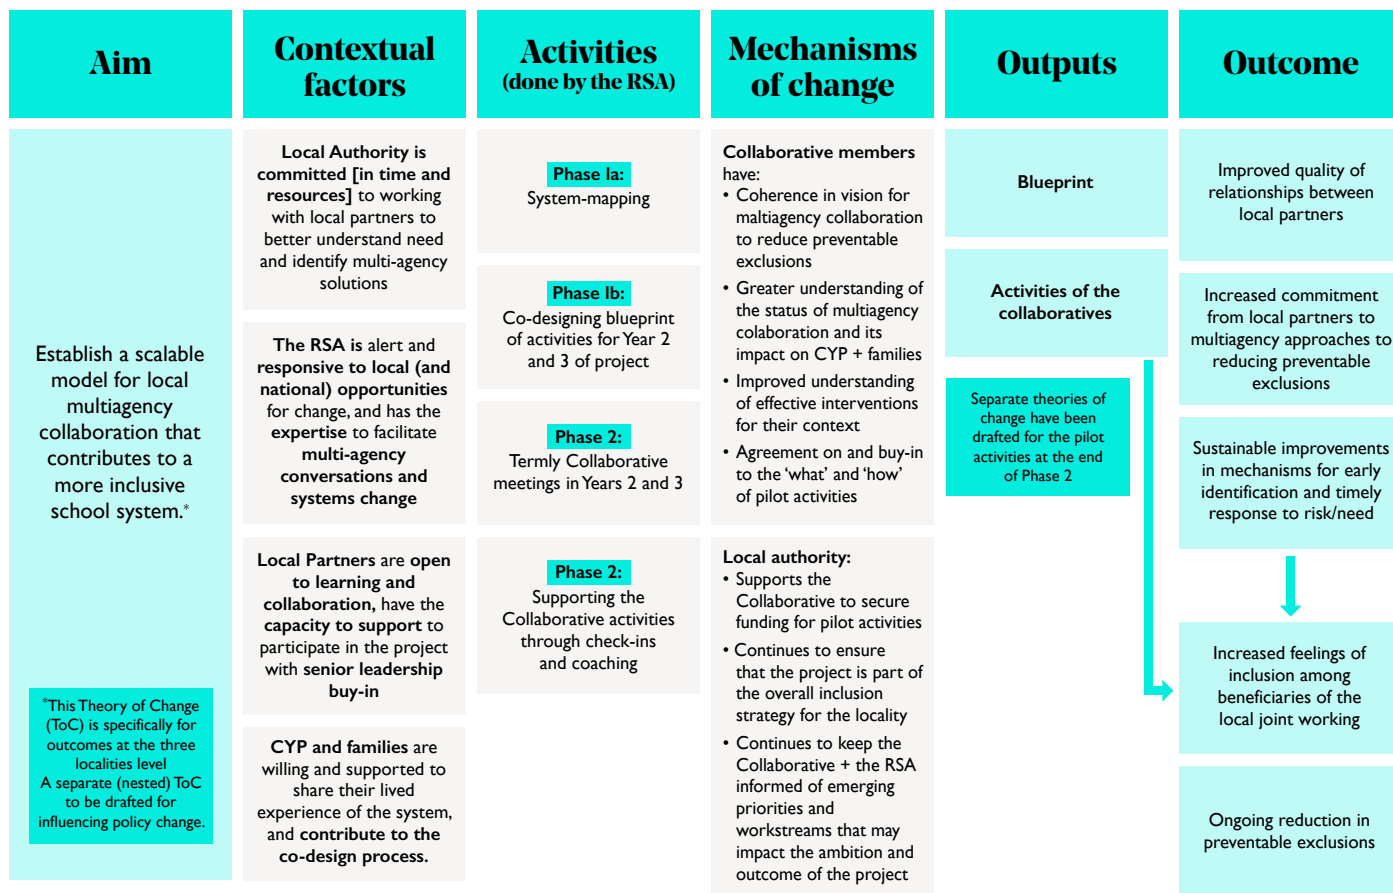 Aim
Establish a scalable
model for local
multiagency
collaboration that
contributes to a
more inclusive
school system.*
*This Theory of Change
(ToC) is specifically for
outcomes at the three
localities level
A separate (nested) ToC
to be drafted for
influencing policy change.
Contextual
factors
Local Authority is
committed [in time and
resources] to working
with local partners to
better understand need
and identify multi-agency
solutions
The RSA is alert and
responsive to local (and
national) opportunities
for change, and has the
expertise to facilitate
multi-agency
conversations and
systems change
Local Partners are open
to learning and
collaboration, have the
capacity to support to
participate in the project
with senior leadership
buy-in
CYP and families are
willing and supported to
share their lived
experience of the system,
and contribute to the
co-design process.
Activities
(done by the RSA)
Phase 1a:
System-mapping
Phase 1b:
Co-designing blueprint
of activities for Year 2
and 3 of project
Phase 2:
Termly Collaborative
meetings in Years 2 and 3
Phase 2:
Supporting the
Collaborative activities
through check-ins
and coaching
Mechanisms
of change
Collaborative members
have:
• Coherence in vision for
maltiagency collaboration
to reduce preventable
exclusions
• Greater understanding of
the status of multiagency
colaboration and its
impact on CYP + families
• Improved understanding
of effective interventions
for their context
• Agreement on and buy-in
to the ‘what’ and ‘how’
of pilot activities
Local authority:
• Supports the
Collaborative to secure
funding for pilot activities
• Continues to ensure
that the project is part of
the overall inclusion
strategy for the locality
• Continues to keep the
Collaborative + the RSA
informed of emerging
priorities and
workstreams that may
impact the ambition and
outcome of the project
Outputs
Blueprint
Activities of the
collaboratives
Separate theories of
change have been
drafted for the pilot
activities at the end
of Phase 2
Outcome
Improved quality of
relationships between
local partners
Increased commitment
from local partners to
multiagency approaches to
reducing preventable
exclusions
Sustainable improvements
in mechanisms for early
identification and timely
response to risk/need
Increased feelings of
inclusion among
beneficiaries of the
local joint working
Ongoing reduction in
preventable exclusions